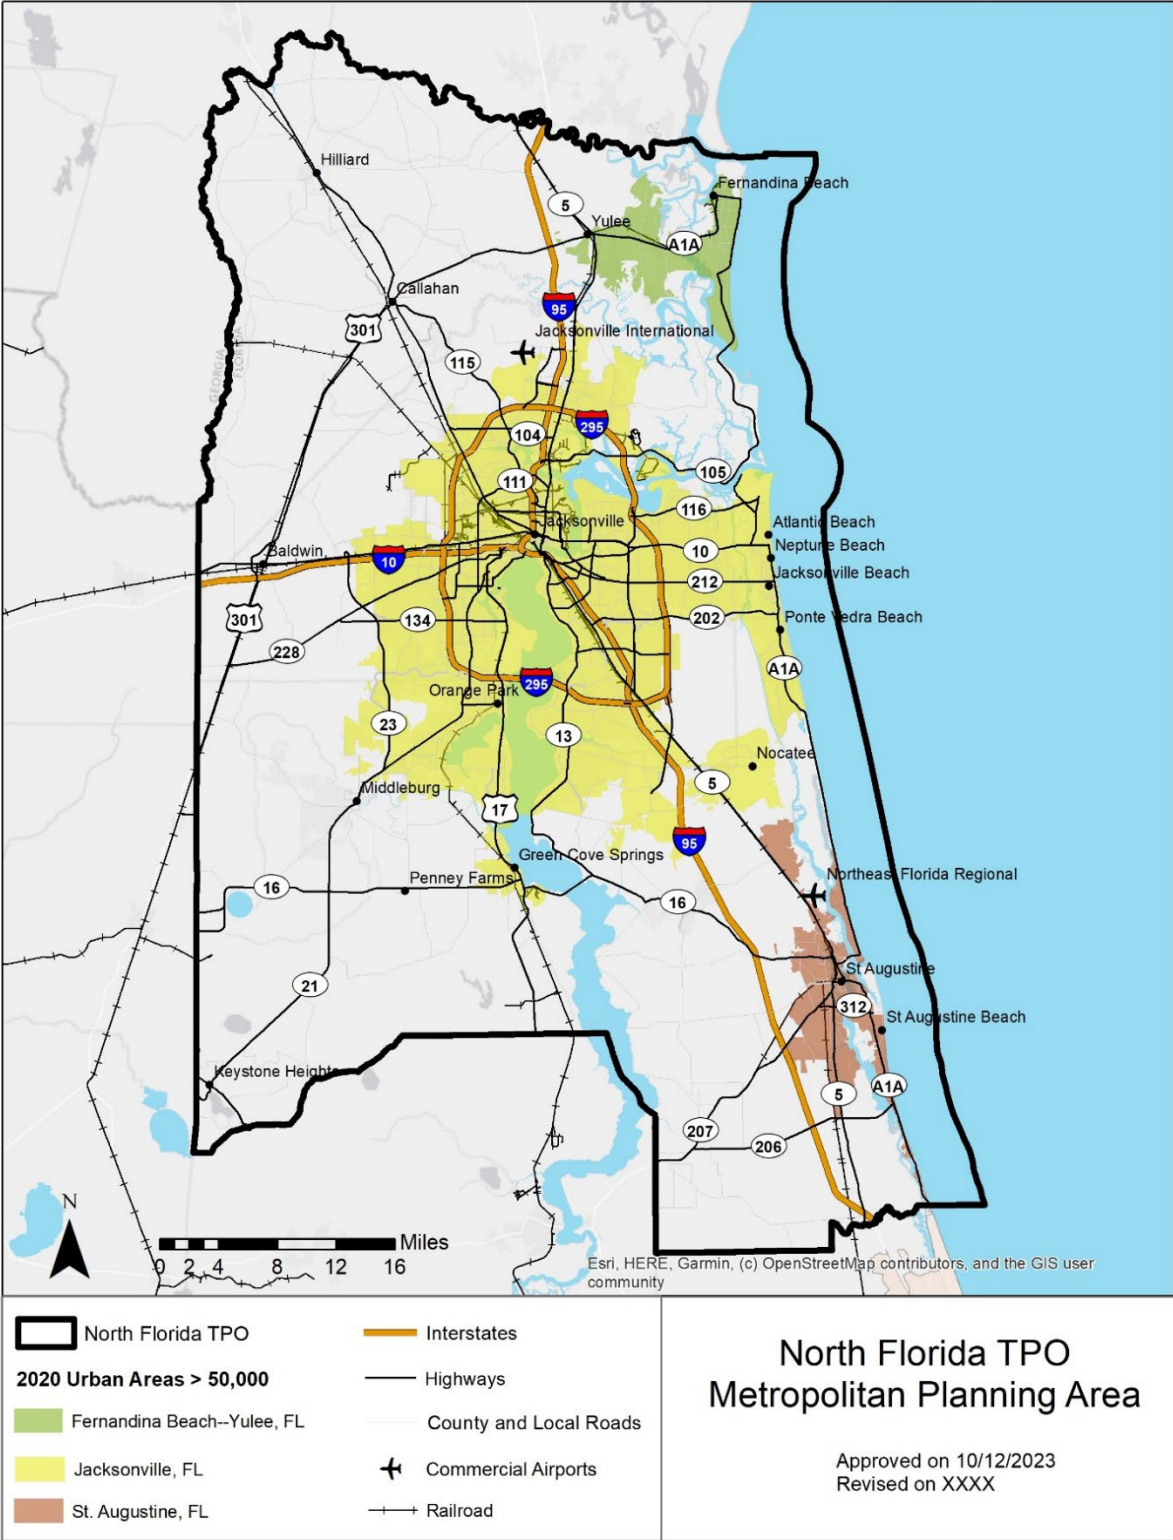 Hilliard
Fernandina Beach
5
Yulee
A1A
Callahan
95
301
Jacksonville International
115
GEORGIA
FLORIDA
295
104
105
111
116
Jacksonville
Atlantic Beach
10
Neptune Beach
Baldwin
10
212
Jacksonville Beach
301
134
202
Ponte Vedra Beach
228
A1A
295
Orange Park
23
13
Nocatee
5
Middleburg
17
95
Green Cove Springs
Northeast Florida Regional
16
Penney Farms
16
St Augustine
21
312
St Augustine Beach
Keystone Heights
A1A
5
207
206
N
Miles
0 2 4 8 12 16
Esri, HERE, Garmin, (c) OpenStreetMap contributors, and the GIS user
community
North Florida TPO
2020 Urban Areas > 50,000
Fernandina Beach--Yulee, FL
Jacksonville, FL
St. Augustine, FL
Interstates
Highways
County and Local Roads
Commercial Airports
Railroad
North Florida TPO
Metropolitan Planning Area
Approved on 10/12/2023
Revised on XXXX